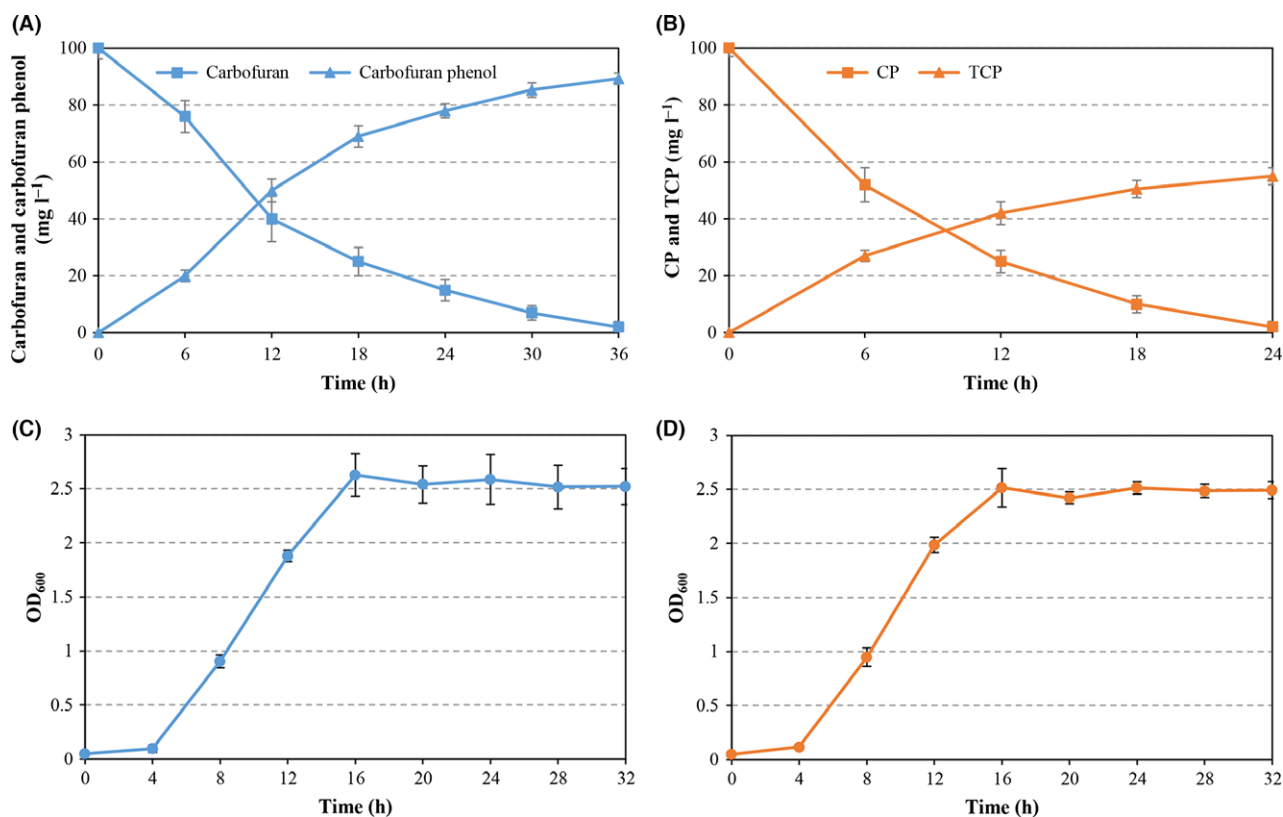 (A)
Carbofuran and carbofuran phenol
(mg l⁻¹)
100
80
60
40
20
0
Carbofuran
Carbofuran phenol
0 6 12 18 24 30 36
Time (h)
(B)
CP and TCP (mg l⁻¹)
100
80
60
40
20
0
CP
TCP
0 6 12 18 24
Time (h)
(C)
OD₆₀₀
3
2.5
2
1.5
1
0.5
0
0 4 8 12 16 20 24 28 32
Time (h)
(D)
OD₆₀₀
3
2.5
2
1.5
1
0.5
0
0 4 8 12 16 20 24 28 32
Time (h)